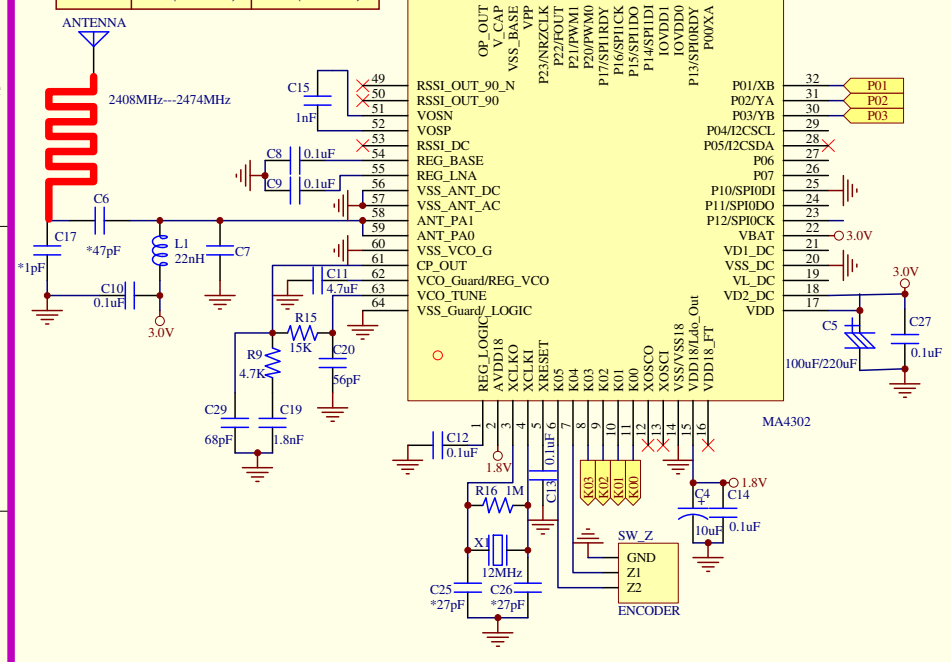 ANTENNA
2408MHz---2474MHz
OP_OUT
V_CAP
VSS_BASE
VPP
P23/NRZCLK
P22/FOUT
P21/PWM1
P20/PWM0
P17/SPI1RDY
P16/SPI1CK
P15/SPI1DO
P14/SPI1DI
IOVDD1
IOVDD0
P13/SPI0RDY
P00/XA
C15
1nF
49 RSSI_OUT_90_N
50 RSSI_OUT_90
51 VOSN
52 VOSP
53 RSSI_DC
54 REG_BASE
55 REG_LNA
56 VSS_ANT_DC
57 VSS_ANT_AC
58 ANT_PA1
59 ANT_PA0
60 VSS_VCO_G
61 CP_OUT
62 VCO_Guard/REG_VCO
63 VCO_TUNE
64 VSS_Guard/_LOGIC
P01/XB 32 P01
P02/YA 31 P02
P03/YB 30 P03
P04/I2CSCL 29
P05/I2CSDA 28
P06 27
P07 26
P10/SPI0DI 25
P11/SPI0DO 24
P12/SPI0CK 23
VBAT 22 3.0V
VD1_DC 21
VSS_DC 20
VL_DC 19
VD2_DC 18
VDD 17
C8 0.1uF
C9 0.1uF
C6
*47pF
C17
*1pF
L1
22nH
C7
C10
0.1uF
3.0V
C11
4.7uF
R15
15K
R9
4.7K
C20
56pF
C29
68pF
C19
1.8nF
3.0V
C5
100uF/220uF
C27
0.1uF
REG_LOGIC
AVDD18
XCLKO
XCLKI
XRESET
K05
K04
K03
K02
K01
K00
XOSCO
XOSCI
VSS/VSS18
VDD18/Ldo_Out
VDD18_FT
1
2
3
4
5
6
7
8
9
10
11
12
13
14
15
16
MA4302
C12
0.1uF
1.8V
0.1uF
C13
K03
K02
K01
K00
R16 1M
X1
12MHz
C25
*27pF
C26
*27pF
SW_Z
GND
Z1
Z2
ENCODER
1.8V
C4
+
10uF
C14
0.1uF